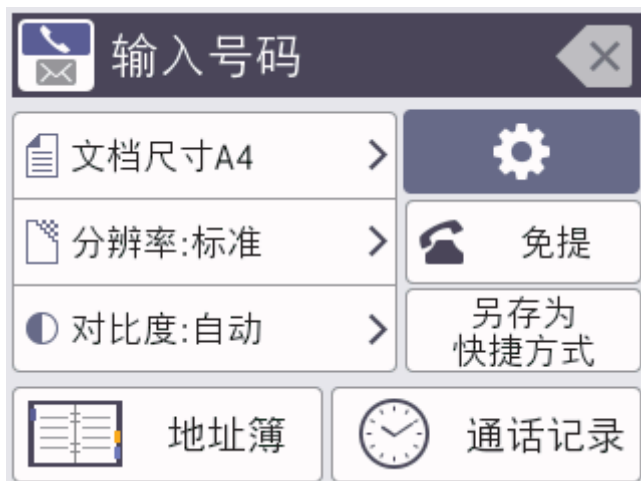 输入号码
文档尺寸A4
分辨率:标准
免提
对比度:自动
另存为
快捷方式
地址簿
通话记录